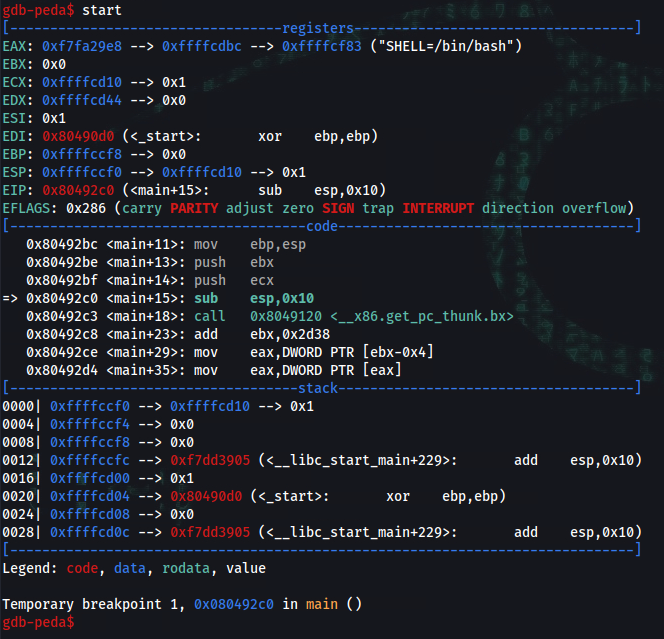 gdb-peda$ start
[----------------------------------registers-----------------------------------]
EAX: 0xf7fa29e8 --> 0xffffcdbc --> 0xffffcf83 ("SHELL=/bin/bash")
EBX: 0x0
ECX: 0xffffcd10 --> 0x1
EDX: 0xffffcd44 --> 0x0
ESI: 0x1
EDI: 0x80490d0 (<_start>:       xor    ebp,ebp)
EBP: 0xffffccf8 --> 0x0
ESP: 0xffffccf0 --> 0xffffcd10 --> 0x1
EIP: 0x80492c0 (<main+15>:      sub    esp,0x10)
EFLAGS: 0x286 (carry PARITY adjust zero SIGN trap INTERRUPT direction overflow)
[-------------------------------------code-------------------------------------]
   0x80492bc <main+11>: mov    ebp,esp
   0x80492be <main+13>: push   ebx
   0x80492bf <main+14>: push   ecx
=> 0x80492c0 <main+15>: sub    esp,0x10
   0x80492c3 <main+18>: call   0x8049120 <__x86.get_pc_thunk.bx>
   0x80492c8 <main+23>: add    ebx,0x2d38
   0x80492ce <main+29>: mov    eax,DWORD PTR [ebx-0x4]
   0x80492d4 <main+35>: mov    eax,DWORD PTR [eax]
[------------------------------------stack-------------------------------------]
0000| 0xffffccf0 --> 0xffffcd10 --> 0x1
0004| 0xffffccf4 --> 0x0
0008| 0xffffccf8 --> 0x0
0012| 0xffffccfc --> 0xf7dd3905 (<__libc_start_main+229>:       add    esp,0x10)
0016| 0xffffcd00 --> 0x1
0020| 0xffffcd04 --> 0x80490d0 (<_start>:       xor    ebp,ebp)
0024| 0xffffcd08 --> 0x0
0028| 0xffffcd0c --> 0xf7dd3905 (<__libc_start_main+229>:       add    esp,0x10)
[------------------------------------------------------------------------------]
Legend: code, data, rodata, value

Temporary breakpoint 1, 0x080492c0 in main ()
gdb-peda$